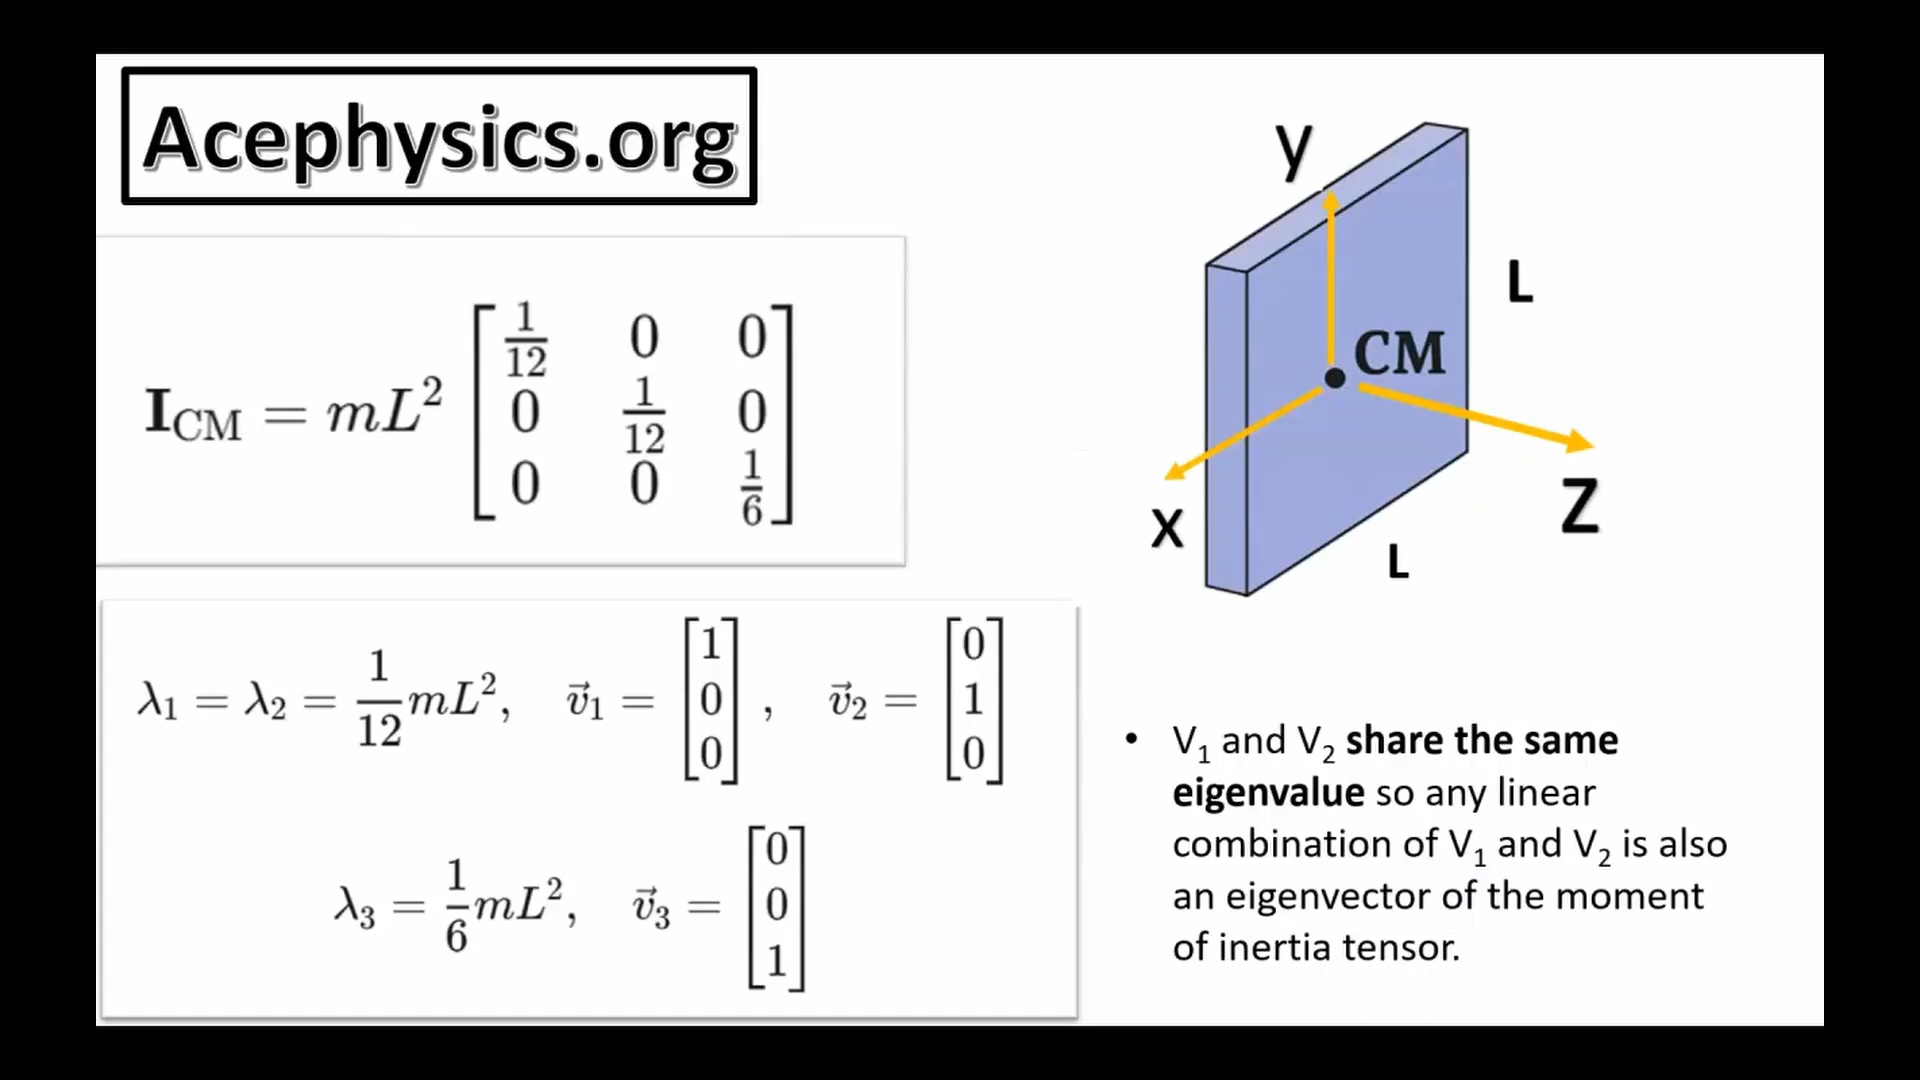 Acephysics.org
y
L
CM
x
Z
L
I_CM = mL² [1/12 0 0; 0 1/12 0; 0 0 1/6]
λ₁ = λ₂ = 1/12 mL², v⃗₁ = [1; 0; 0], v⃗₂ = [0; 1; 0]
λ₃ = 1/6 mL², v⃗₃ = [0; 0; 1]
• V₁ and V₂ share the same
eigenvalue so any linear
combination of V₁ and V₂ is also
an eigenvector of the moment
of inertia tensor.